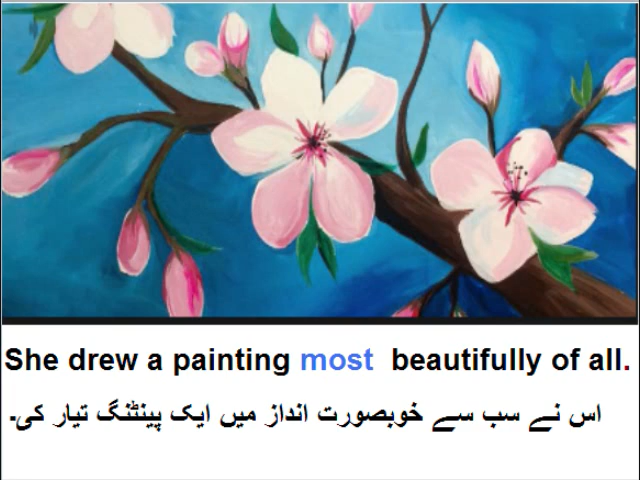 She drew a painting most beautifully of all.
اس نے سب سے خوبصورت انداز میں ایک پینٹنگ تیار کی۔